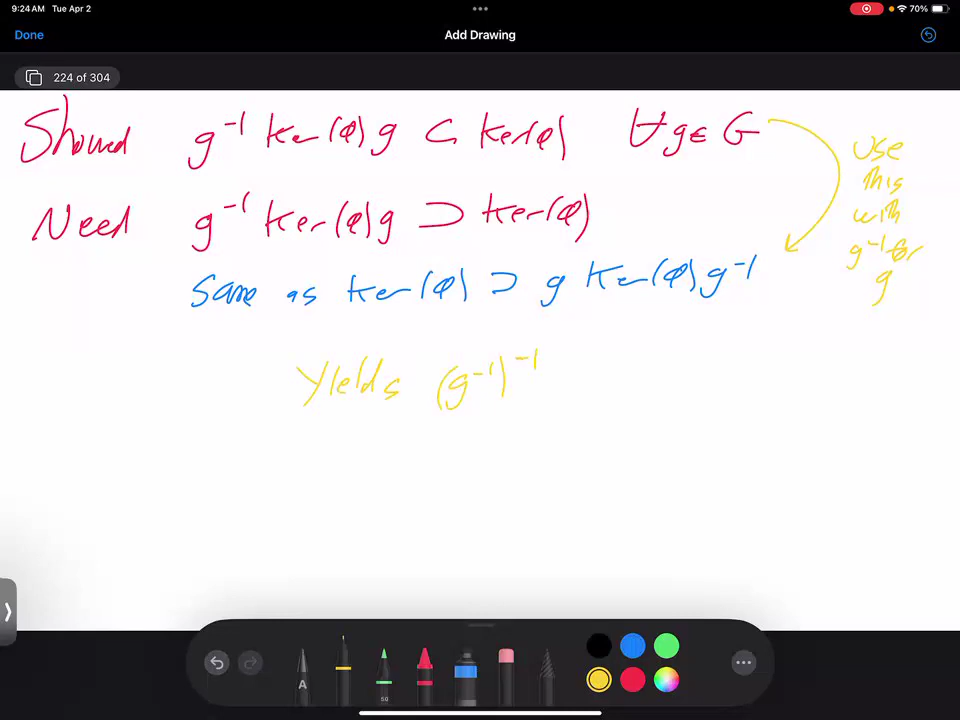 9:24 AM Tue Apr 2
70%
Done
Add Drawing
224 of 304
Showed g⁻¹ ker(φ) g ⊂ ker(φ) ∀ g ∈ G
Need g⁻¹ ker(φ) g ⊃ ker(φ)
Same as ker(φ) ⊃ g ker(φ) g⁻¹
use
this
with
g⁻¹ for
g
Yields (g⁻¹)⁻¹
A
50